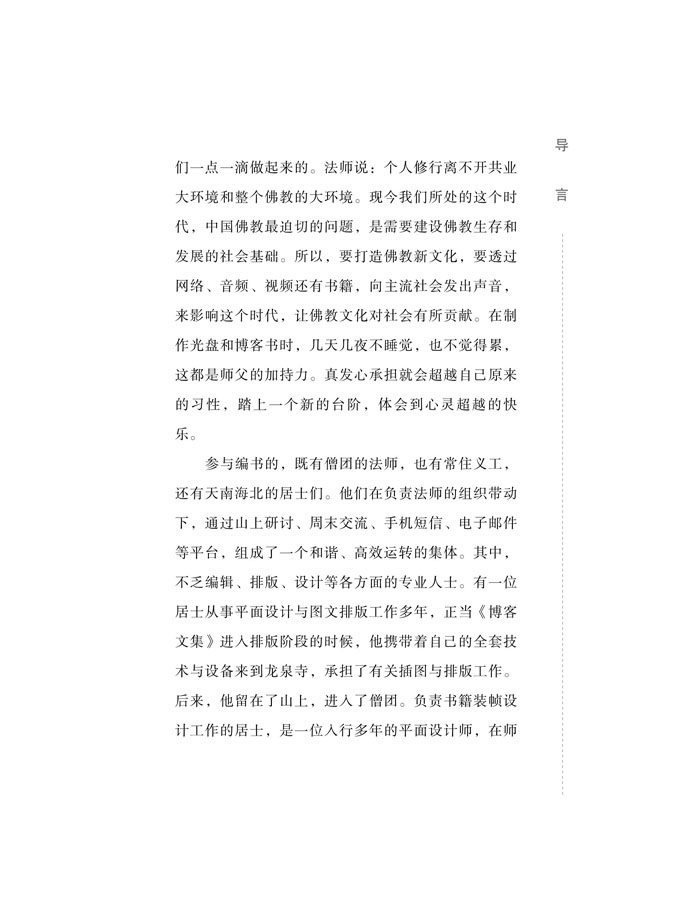 导
言
们一点一滴做起来的。法师说：个人修行离不开共业
大环境和整个佛教的大环境。现今我们所处的这个时
代，中国佛教最迫切的问题，是需要建设佛教生存和
发展的社会基础。所以，要打造佛教新文化，要透过
网络、音频、视频还有书籍，向主流社会发出声音，
来影响这个时代，让佛教文化对社会有所贡献。在制
作光盘和博客书时，几天几夜不睡觉，也不觉得累，
这都是师父的加持力。真发心承担就会超越自己原来
的习性，踏上一个新的台阶，体会到心灵超越的快
乐。
参与编书的，既有僧团的法师，也有常住义工，
还有天南海北的居士们。他们在负责法师的组织带动
下，通过山上研讨、周末交流、手机短信、电子邮件
等平台，组成了一个和谐、高效运转的集体。其中，
不乏编辑、排版、设计等各方面的专业人士。有一位
居士从事平面设计与图文排版工作多年，正当《博客
文集》进入排版阶段的时候，他携带着自己的全套技
术与设备来到龙泉寺，承担了有关插图与排版工作。
后来，他留在了山上，进入了僧团。负责书籍装帧设
计工作的居士，是一位入行多年的平面设计师，在师